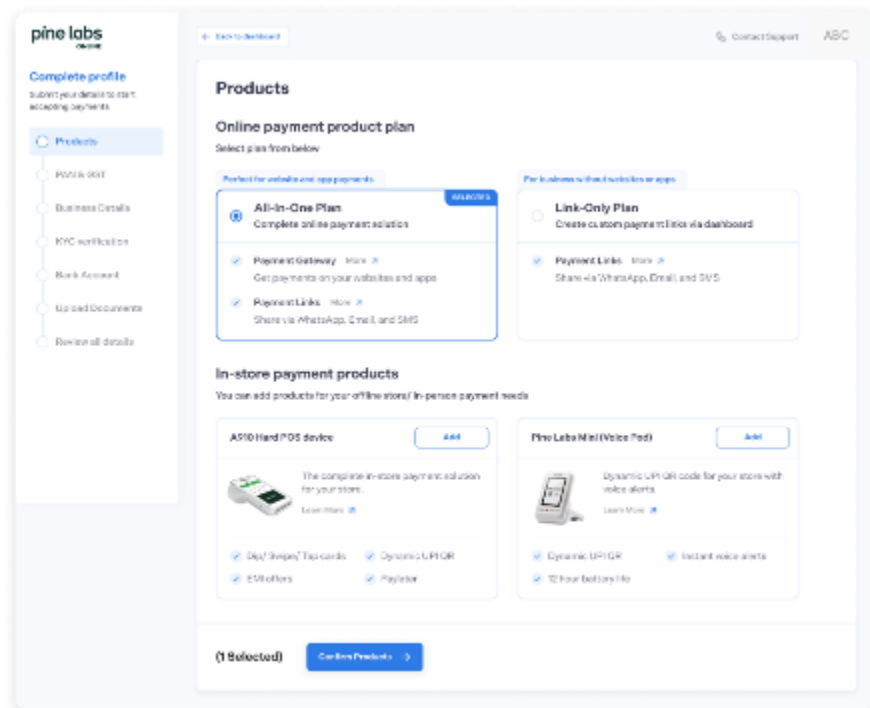 pine labs
ONLINE
Complete profile
Submit your details to start
accepting payments
Products
PAN & GST
Business Details
KYC verification
Bank Account
Upload Documents
Review all details
Back to dashboard
Contact Support
ABC
Products
Online payment product plan
Select plan from below
Perfect for website and app payments
SELECTED
All-In-One Plan
Complete online payment solution
Payment Gateway More
Get payments on your websites and apps
Payment Links More
Share via WhatsApp, Email, and SMS
For business without websites or apps
Link-Only Plan
Create custom payment links via dashboard
Payment Links More
Share via WhatsApp, Email, and SMS
In-store payment products
You can add products for your offline store/ in-person payment needs
A910 Hard POS device
Add
The complete in-store payment solution
for your store.
Learn More
Dip/ Swipe/ Tap cards
Dynamic UPI QR
EMI offers
Paylater
Pine Labs Mini (Voice Pod)
Add
Dynamic UPI QR code for your store with
voice alerts.
Learn More
Dynamic UPI QR
Instant voice alerts
12 hour battery life
(1 Selected)
Confirm Products